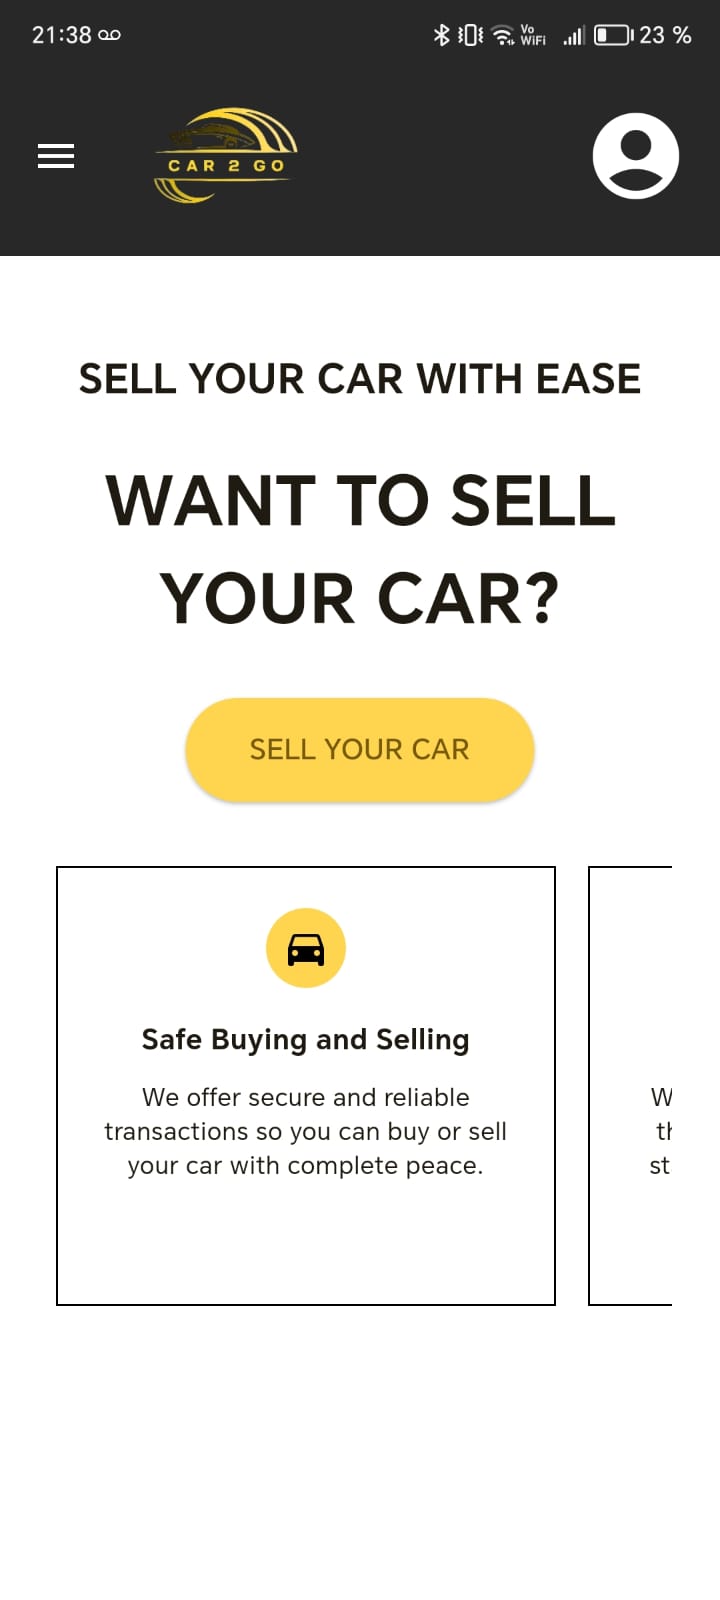 21:38
Vo
WiFi
23 %
CAR 2 GO
SELL YOUR CAR WITH EASE
WANT TO SELL
YOUR CAR?
SELL YOUR CAR
Safe Buying and Selling
We offer secure and reliable
transactions so you can buy or sell
your car with complete peace.
W
st